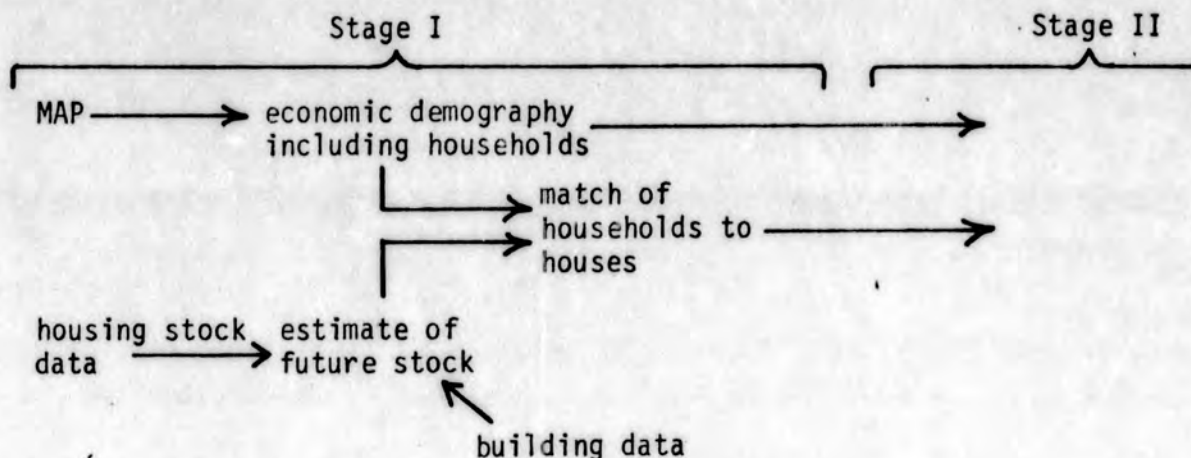 Stage I
Stage II
MAP
economic demography
including households
match of
households to
houses
housing stock
data
estimate of
future stock
building data